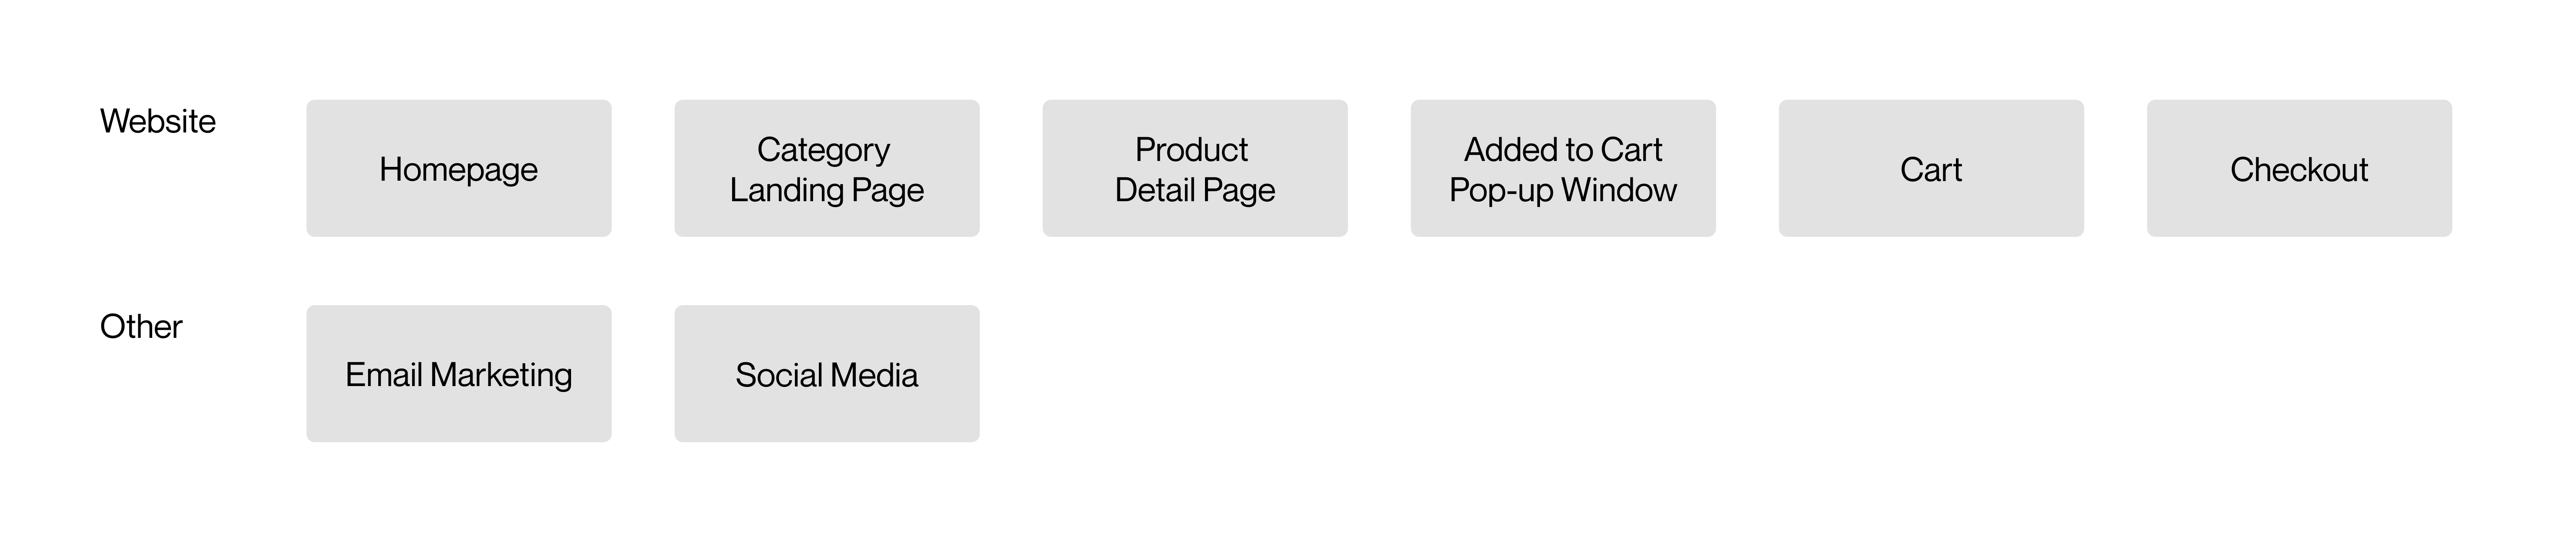 Website
Homepage
Category
Landing Page
Product
Detail Page
Added to Cart
Pop-up Window
Cart
Checkout
Other
Email Marketing
Social Media